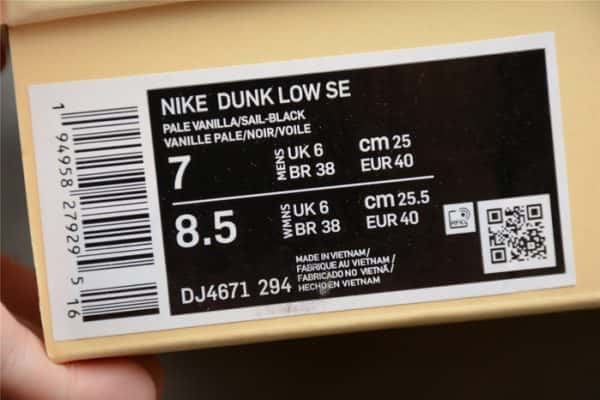 NIKE DUNK LOW SE
PALE VANILLA/SAIL-BLACK
VANILLE PALE/NOIR/VOILE
7 MENS UK 6 cm 25
BR 38 EUR 40
8.5 WMNS UK 6 cm 25.5
BR 38 EUR 40
DJ4671 294
MADE IN VIETNAM/
FABRIQUE AU VIETNAM/
FABRICADO NO VIETNÃ/
HECHO EN VIETNAM
1 94958 27929 5 16